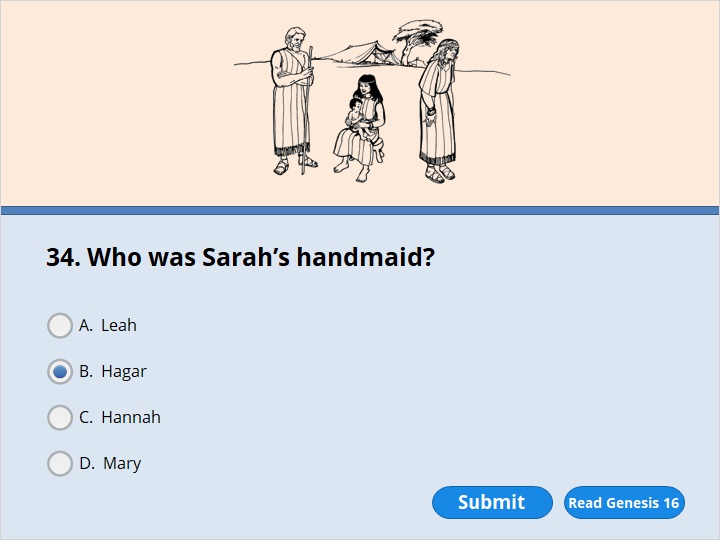 34. Who was Sarah’s handmaid?
A. Leah
B. Hagar
C. Hannah
D. Mary
Submit
Read Genesis 16